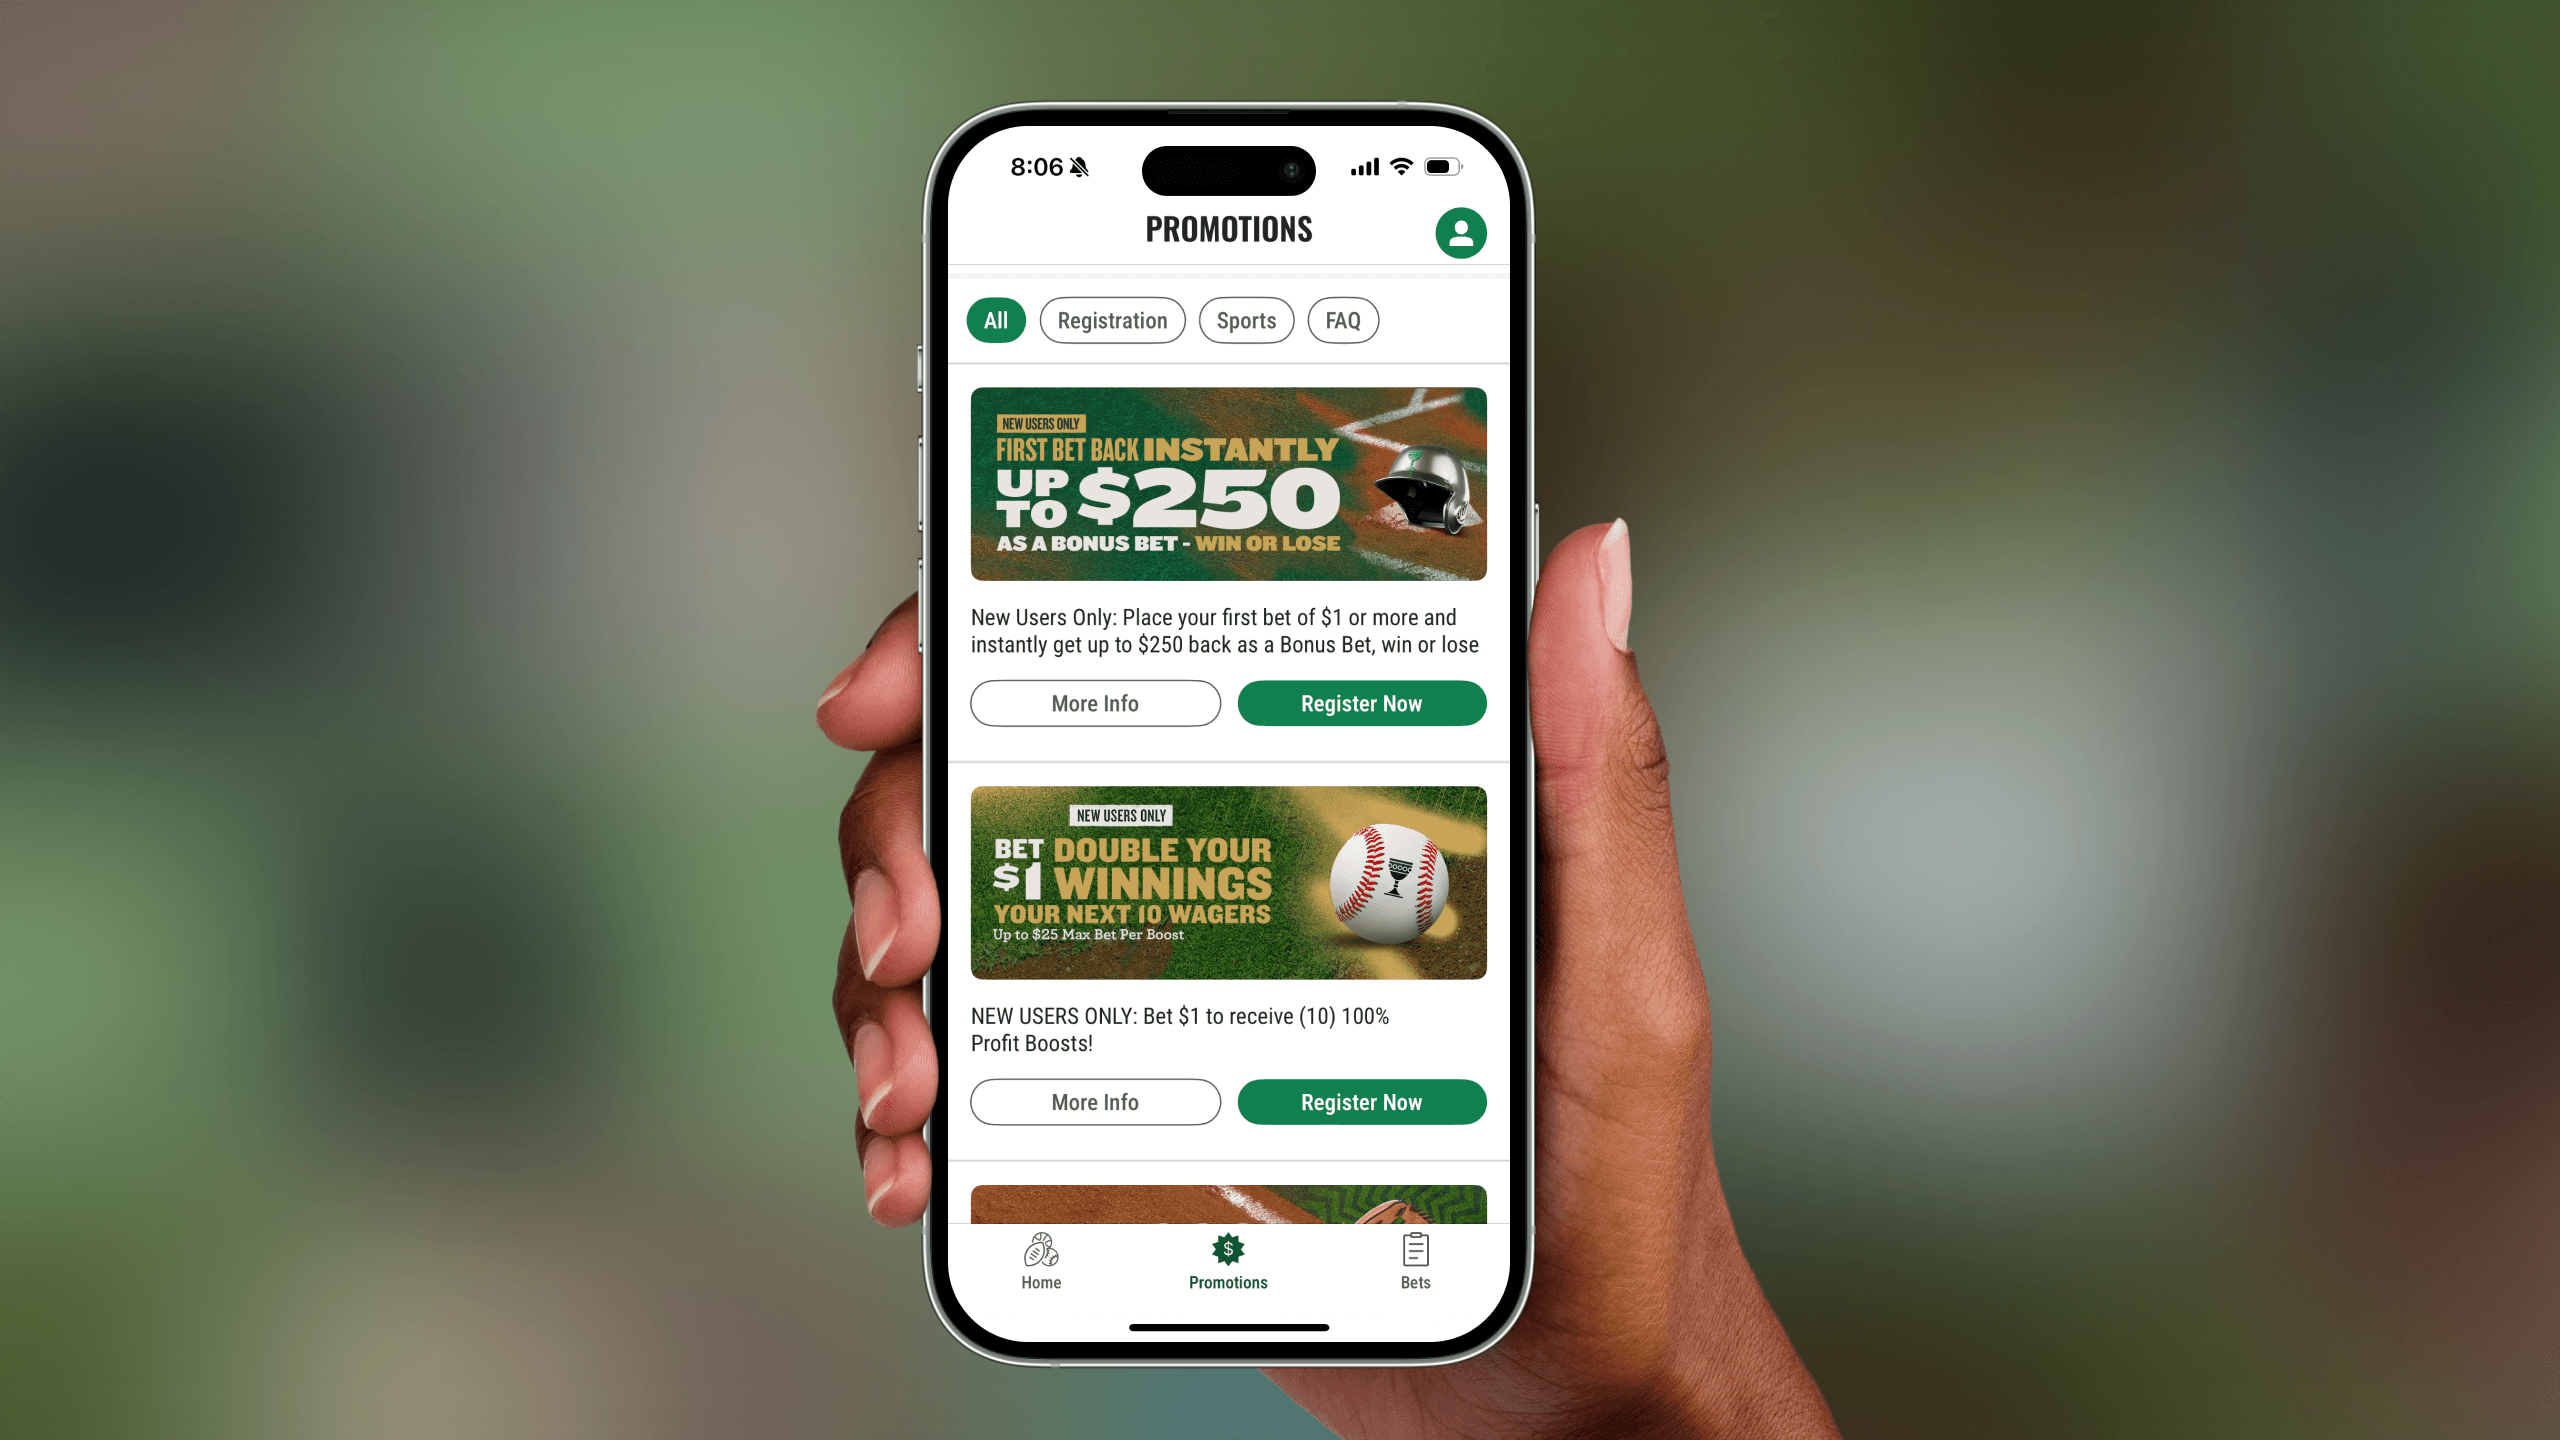 8:06
PROMOTIONS
All
Registration
Sports
FAQ
NEW USERS ONLY
FIRST BET BACK INSTANTLY
UP TO $250
AS A BONUS BET - WIN OR LOSE
New Users Only: Place your first bet of $1 or more and
instantly get up to $250 back as a Bonus Bet, win or lose
More Info
Register Now
NEW USERS ONLY
BET $1
DOUBLE YOUR
WINNINGS
YOUR NEXT 10 WAGERS
Up to $25 Max Bet Per Boost
NEW USERS ONLY: Bet $1 to receive (10) 100%
Profit Boosts!
More Info
Register Now
Home
Promotions
Bets